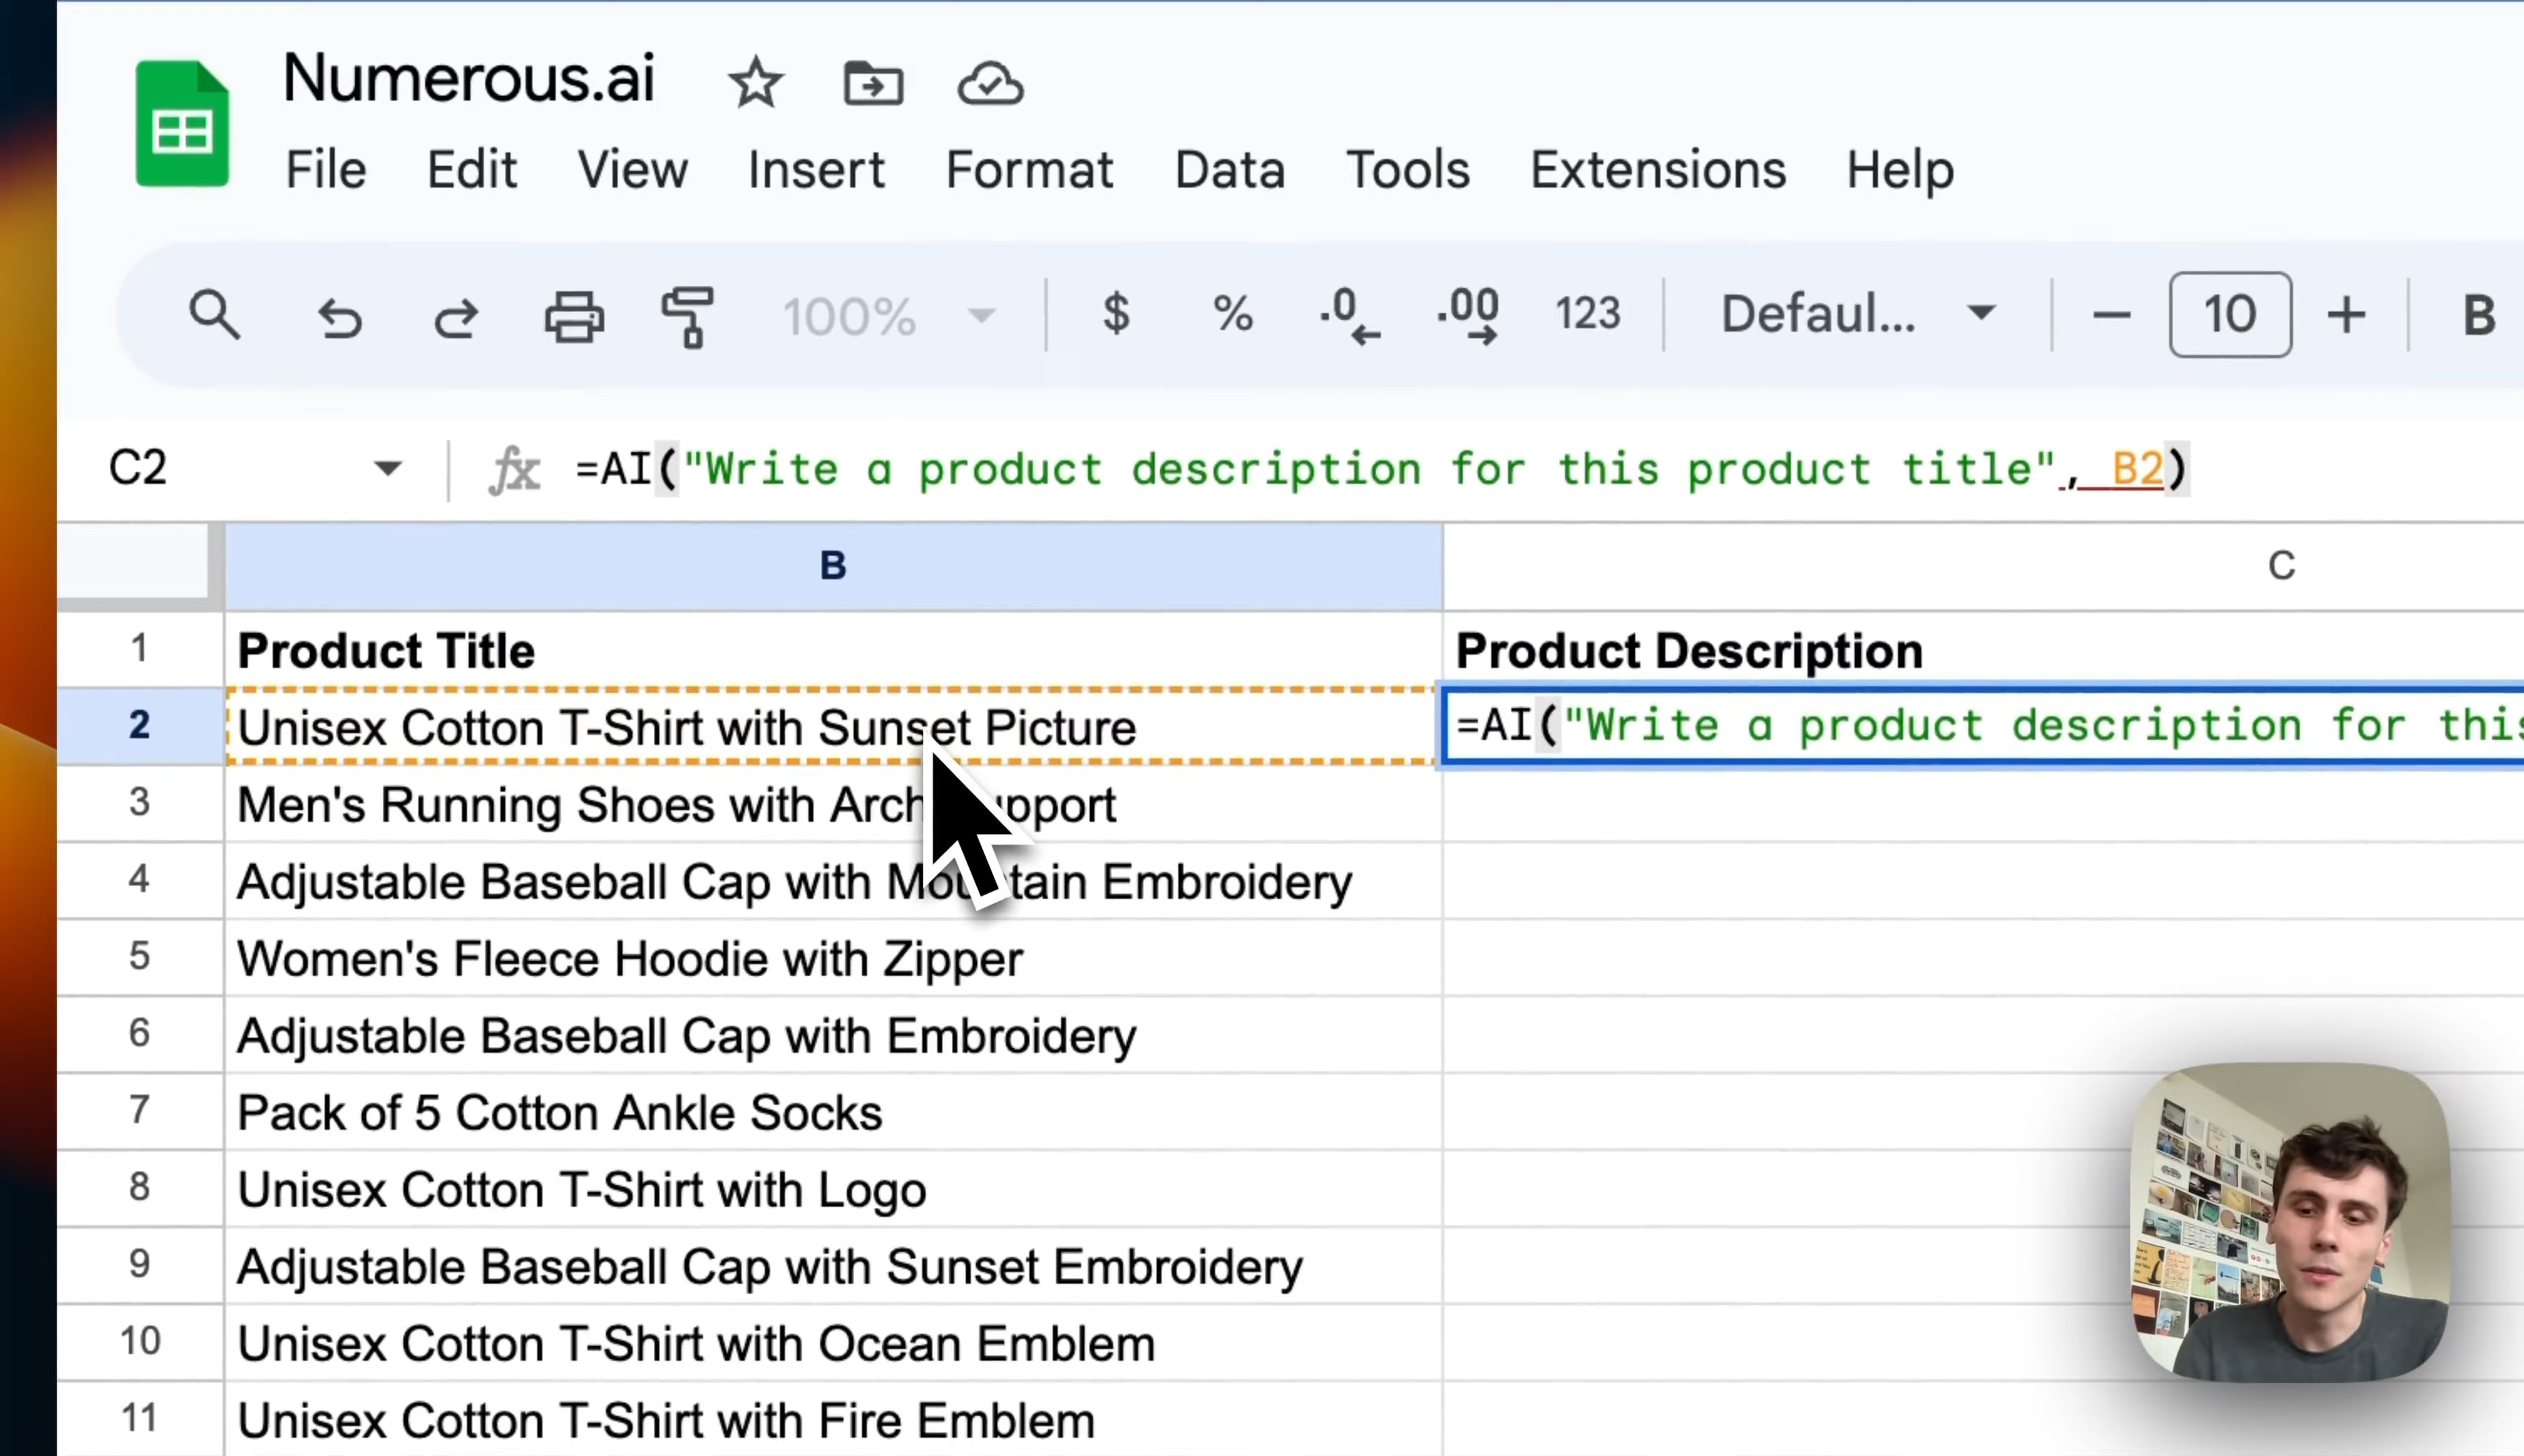 Numerous.ai
File Edit View Insert Format Data Tools Extensions Help
100% $ % .0 .00 123 Defaul... 10 B
C2 fx =AI("Write a product description for this product title", B2)
B C
1 Product Title Product Description
2 Unisex Cotton T-Shirt with Sunset Picture =AI("Write a product description for this
3 Men's Running Shoes with Arch Support
4 Adjustable Baseball Cap with Mountain Embroidery
5 Women's Fleece Hoodie with Zipper
6 Adjustable Baseball Cap with Embroidery
7 Pack of 5 Cotton Ankle Socks
8 Unisex Cotton T-Shirt with Logo
9 Adjustable Baseball Cap with Sunset Embroidery
10 Unisex Cotton T-Shirt with Ocean Emblem
11 Unisex Cotton T-Shirt with Fire Emblem